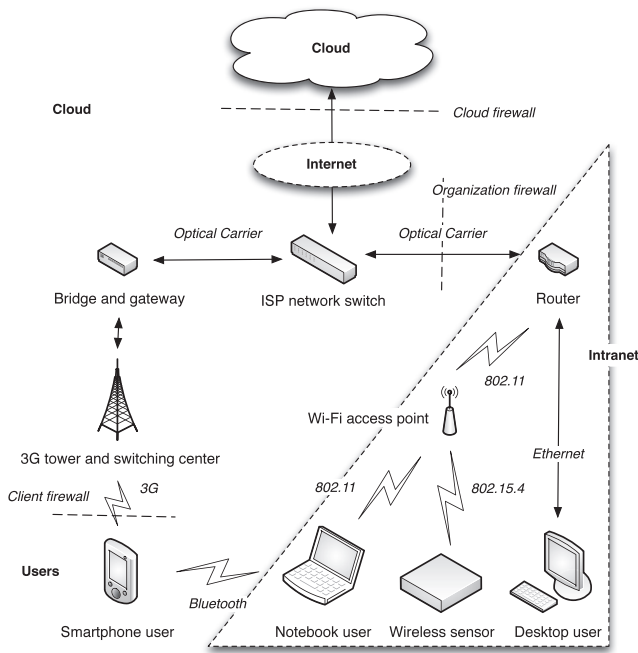 Cloud
Cloud
Cloud firewall
Internet
Organization firewall
Optical Carrier
Optical Carrier
Bridge and gateway
ISP network switch
Router
Intranet
802.11
Wi-Fi access point
3G tower and switching center
Ethernet
Client firewall
3G
802.11
802.15.4
Users
Bluetooth
Smartphone user
Notebook user
Wireless sensor
Desktop user